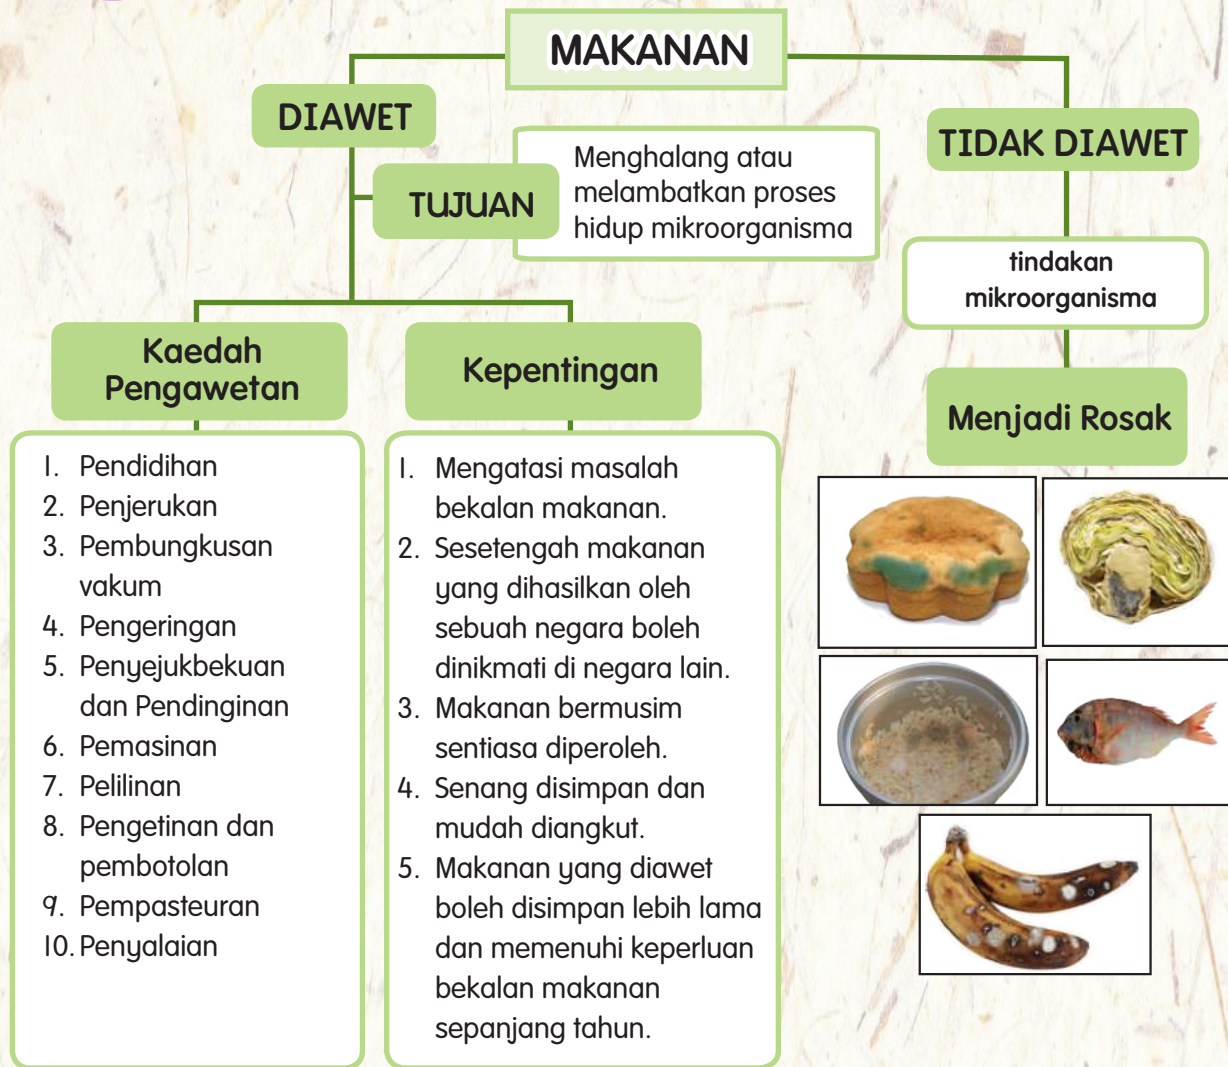 MAKANAN
DIAWET
TUJUAN
Menghalang atau
melambatkan proses
hidup mikroorganisma
TIDAK DIAWET
tindakan
mikroorganisma
Menjadi Rosak
Kaedah
Pengawetan
1. Pendidihan
2. Penjerukan
3. Pembungkusan
vakum
4. Pengeringan
5. Penyejukbekuan
dan Pendinginan
6. Pemasinan
7. Pelilinan
8. Pengetinan dan
pembotolan
9. Pempasteuran
10. Penyalaian
Kepentingan
1. Mengatasi masalah
bekalan makanan.
2. Sesetengah makanan
yang dihasilkan oleh
sebuah negara boleh
dinikmati di negara lain.
3. Makanan bermusim
sentiasa diperoleh.
4. Senang disimpan dan
mudah diangkut.
5. Makanan yang diawet
boleh disimpan lebih lama
dan memenuhi keperluan
bekalan makanan
sepanjang tahun.